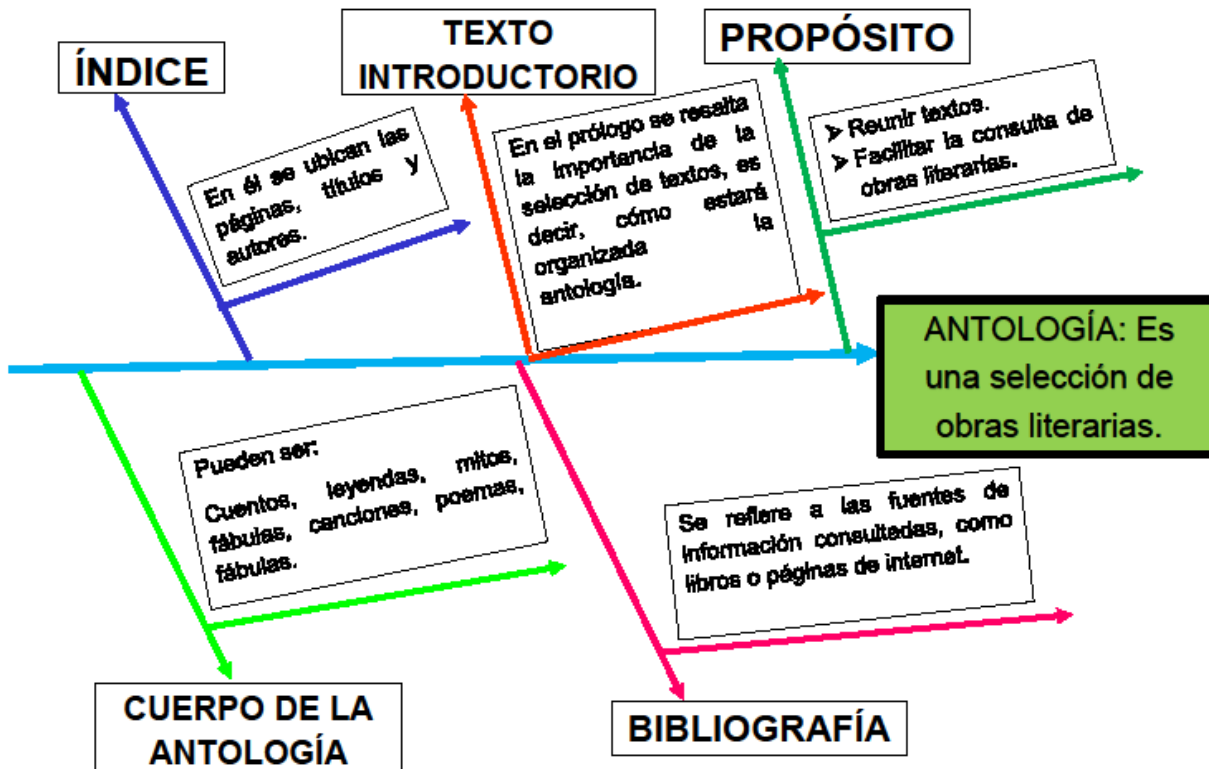 ÍNDICE
TEXTO
INTRODUCTORIO
PROPÓSITO
En él se ubican las
páginas, títulos y
autores.
En el prólogo se resalta
la importancia de la
selección de textos, es
decir, cómo estará
organizada la
antología.
➤ Reunir textos.
➤ Facilitar la consulta de
obras literarias.
ANTOLOGÍA: Es
una selección de
obras literarias.
Pueden ser:
Cuentos, leyendas, mitos,
fábulas, canciones, poemas,
fábulas.
Se refiere a las fuentes de
información consultadas, como
libros o páginas de internet.
CUERPO DE LA
ANTOLOGÍA
BIBLIOGRAFÍA